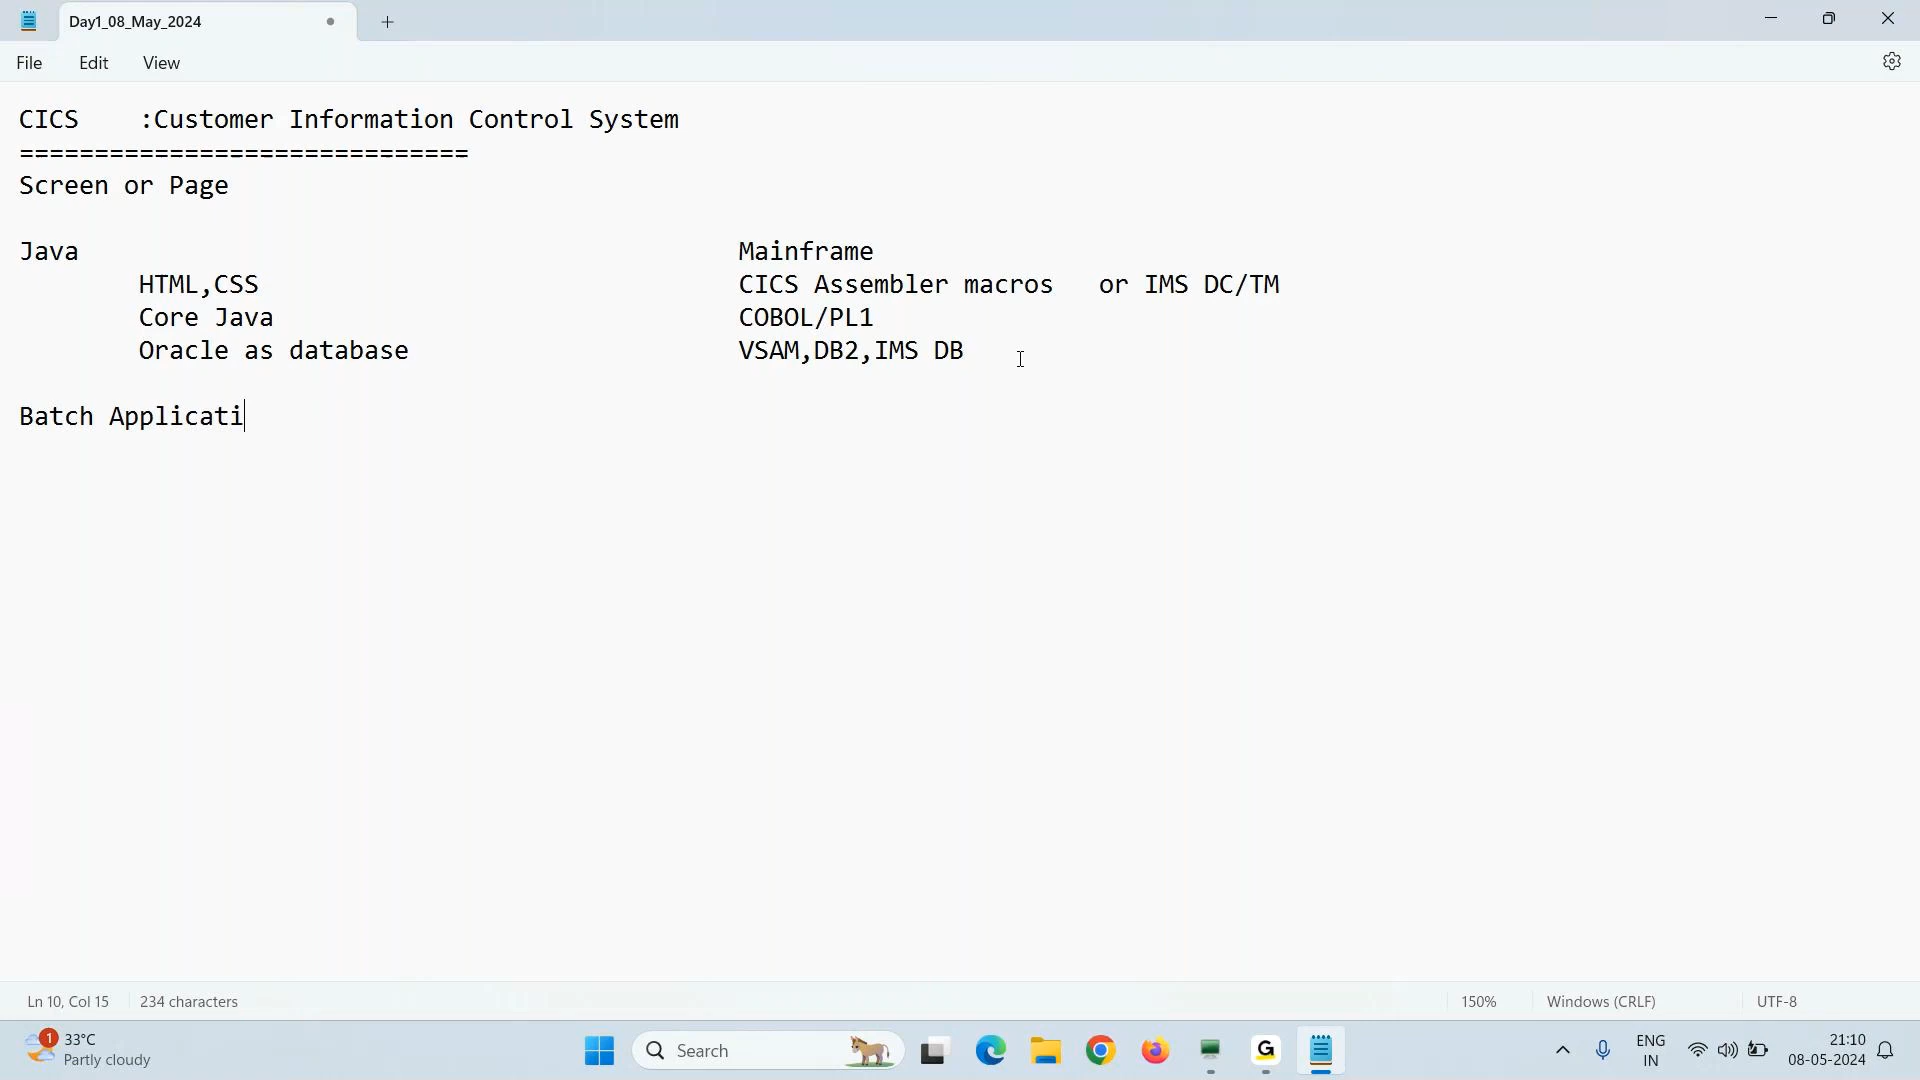 Day1_08_May_2024
File Edit View
CICS :Customer Information Control System
==============================
Screen or Page
Java Mainframe
HTML,CSS CICS Assembler macros or IMS DC/TM
Core Java COBOL/PL1
Oracle as database VSAM,DB2,IMS DB
Batch Applicati
Ln 10, Col 15 234 characters 150% Windows (CRLF) UTF-8
1 33°C
Partly cloudy
Search
G
ENG
IN
21:10
08-05-2024